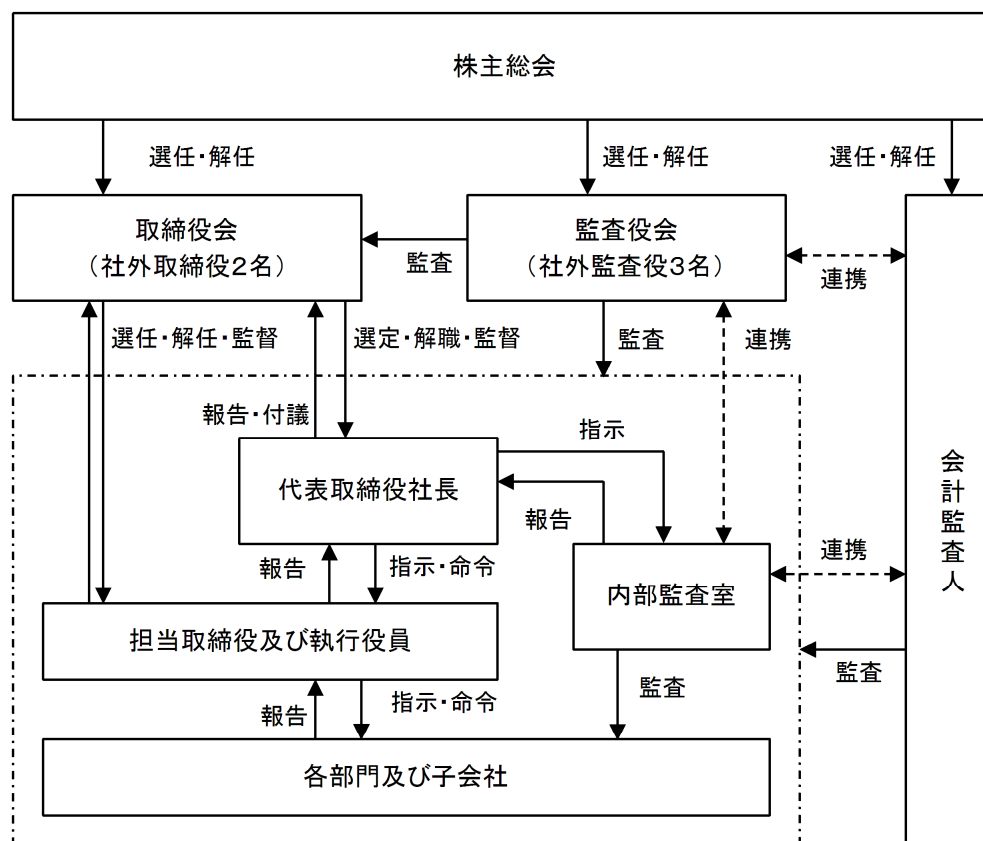 株主総会
選任・解任
選任・解任
選任・解任
取締役会
（社外取締役2名）
監査役会
（社外監査役3名）
監査
連携
選任・解任・監督
選定・解職・監督
監査
連携
報告・付議
指示
代表取締役社長
報告
会計監査人
報告
指示・命令
連携
内部監査室
担当取締役及び執行役員
監査
監査
報告
指示・命令
各部門及び子会社